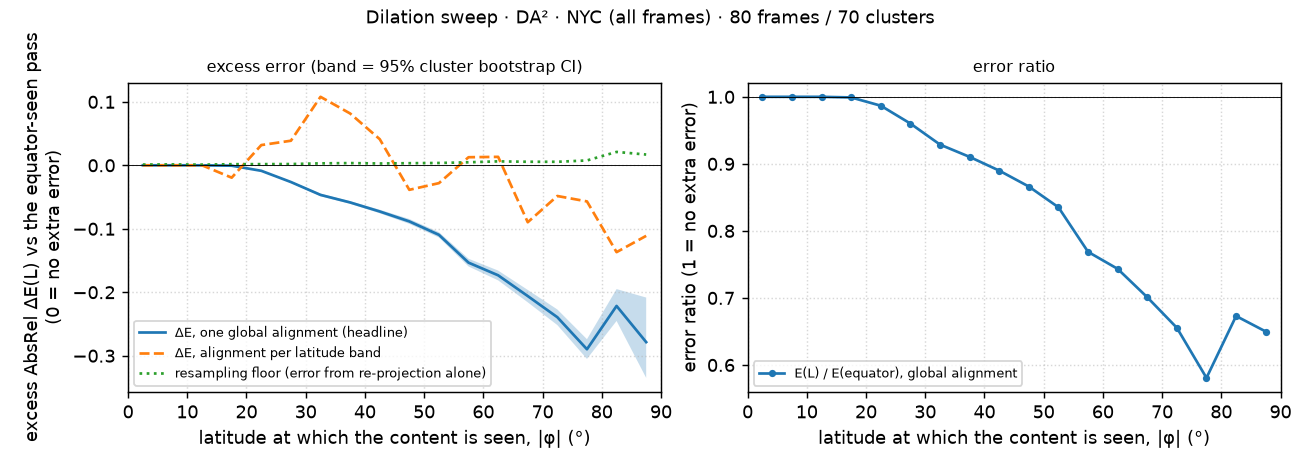 Dilation sweep · DA² · NYC (all frames) · 80 frames / 70 clusters
excess error (band = 95% cluster bootstrap CI)
excess AbsRel ΔE(L) vs the equator-seen pass
(0 = no extra error)
0.1
0.0
−0.1
−0.2
−0.3
ΔE, one global alignment (headline)
ΔE, alignment per latitude band
resampling floor (error from re-projection alone)
0 10 20 30 40 50 60 70 80 90
latitude at which the content is seen, |φ| (°)
error ratio
error ratio (1 = no extra error)
1.0
0.9
0.8
0.7
0.6
E(L) / E(equator), global alignment
0 10 20 30 40 50 60 70 80 90
latitude at which the content is seen, |φ| (°)